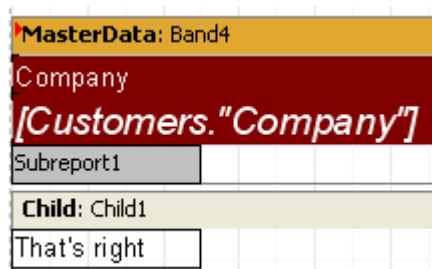 MasterData: Band4
Company
[Customers."Company"]
Subreport1
Child: Child1
That's right